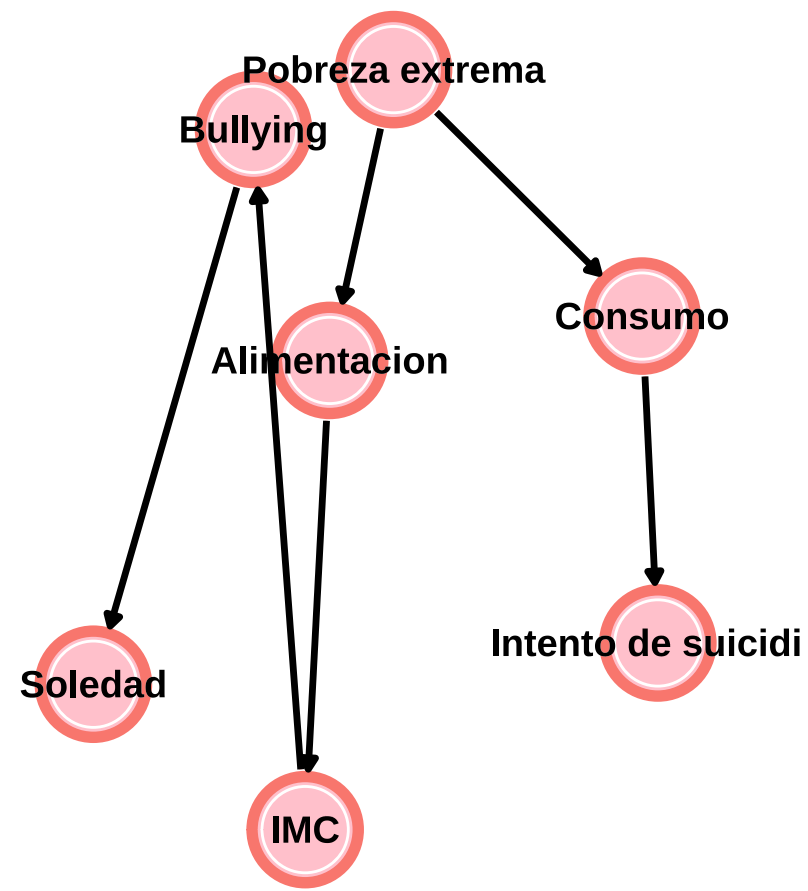 Pobreza extrema
Bullying
Consumo
Alimentacion
Intento de suicidi
Soledad
IMC